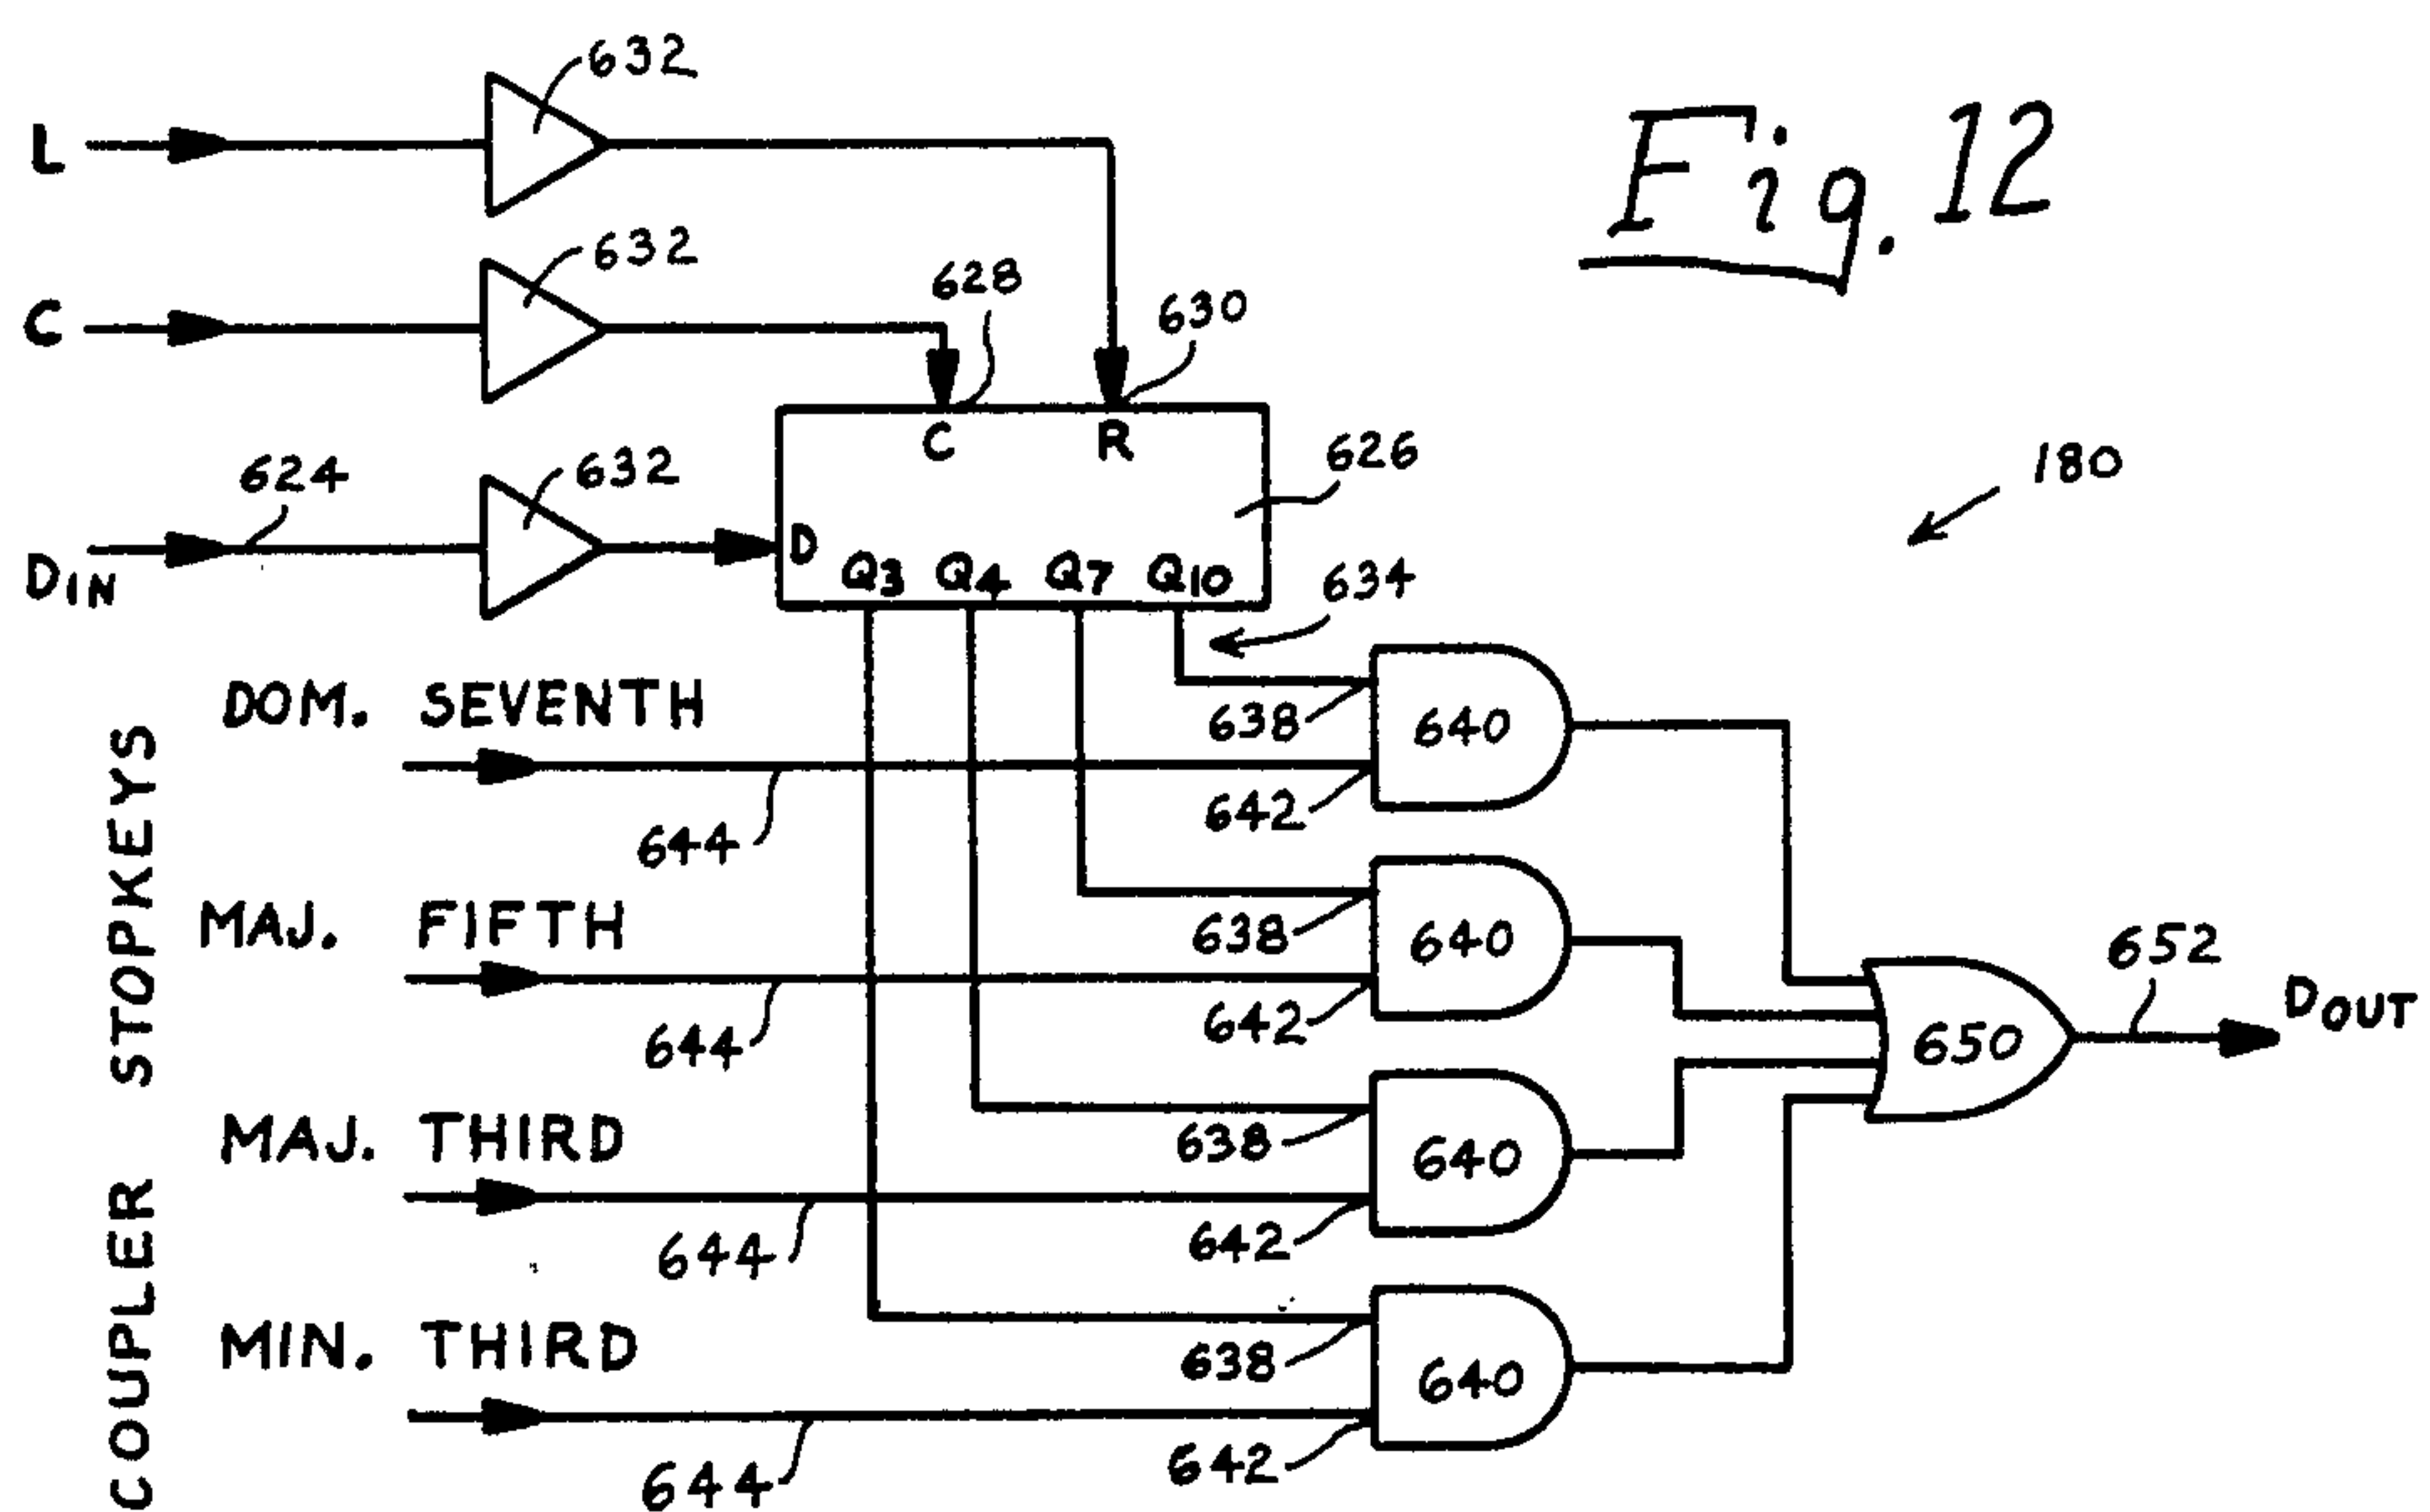 Fig. 12
632
L
632
C
628
630
C
R
626
180
624
632
DIN
D
Q3 Q4 Q7 Q10
634
COUPLER STOPKEYS
DOM. SEVENTH
638
640
642
644
MAJ. FIFTH
638
640
642
644
652
DOUT
650
MAJ. THIRD
638
640
642
644
MIN. THIRD
638
640
642
644